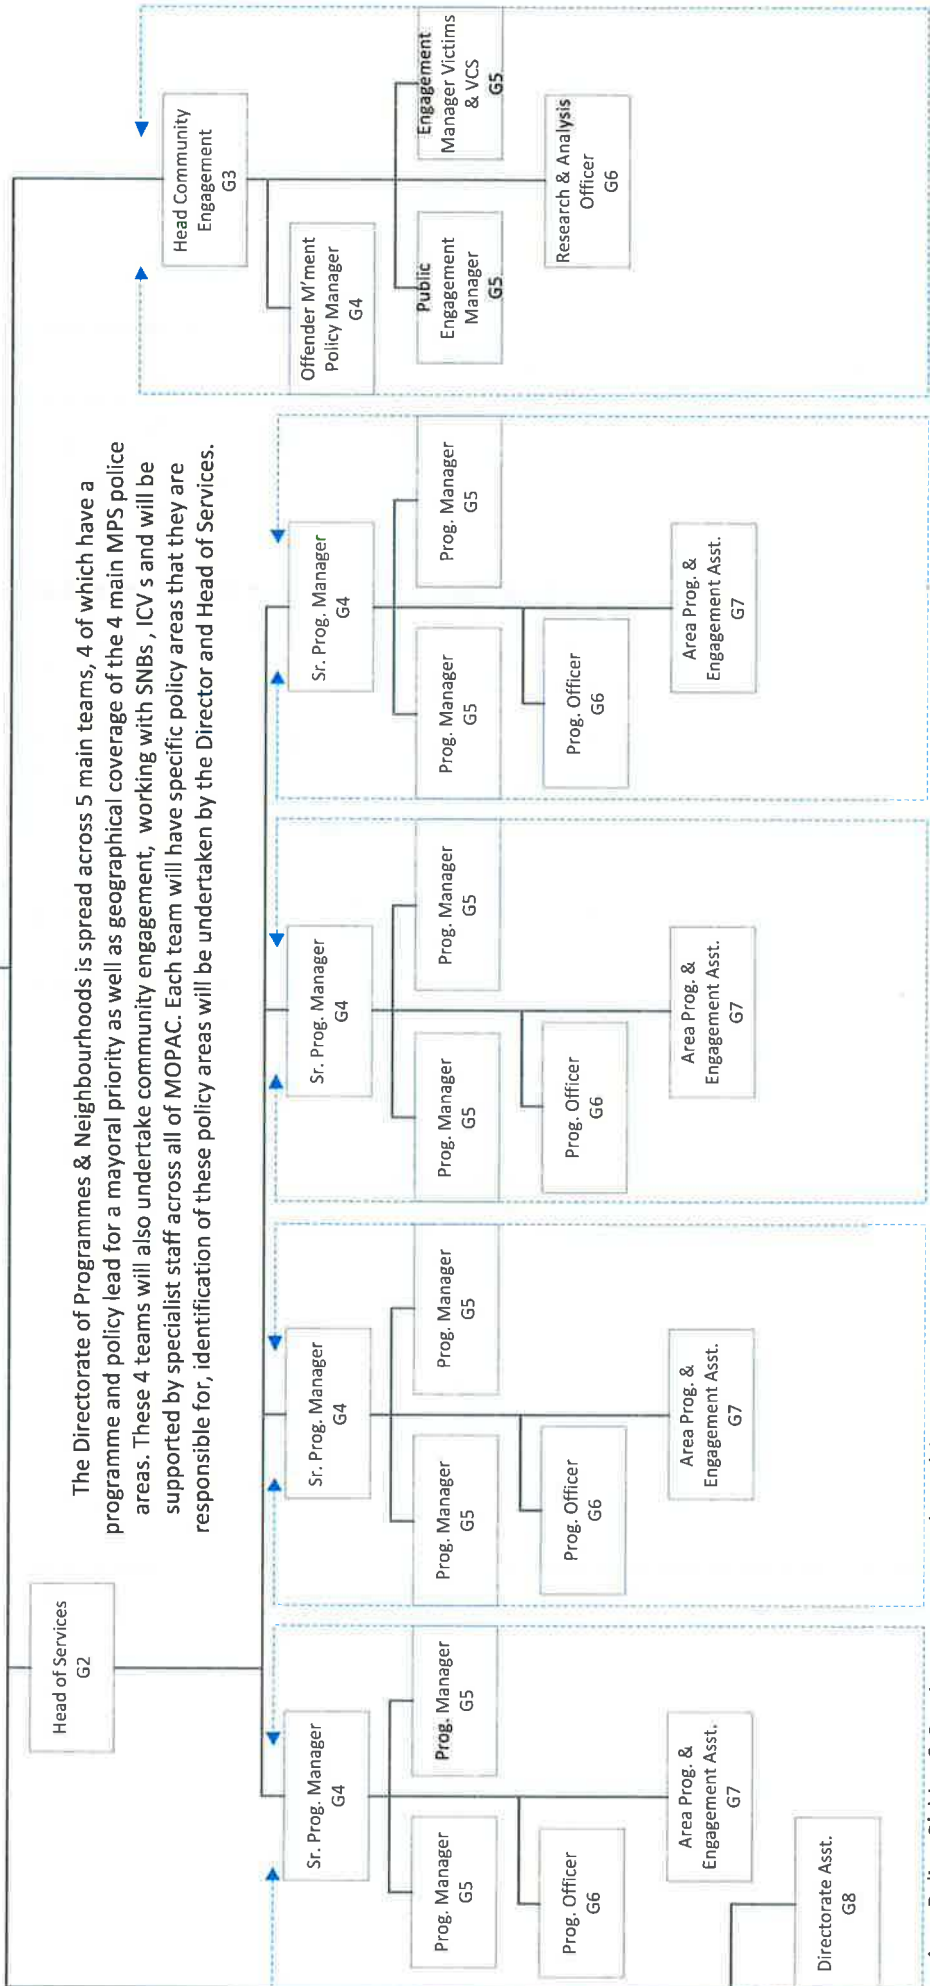 The Directorate of Programmes & Neighbourhoods is spread across 5 main teams, 4 of which have a
programme and policy lead for a mayoral priority as well as geographical coverage of the 4 main MPS police
areas. These 4 teams will also undertake community engagement, working with SNBs , ICV s and will be
supported by specialist staff across all of MOPAC. Each team will have specific policy areas that they are
responsible for, identification of these policy areas will be undertaken by the Director and Head of Services.
Head of Services
G2
Sr. Prog. Manager
G4
Prog. Manager
G5
Prog. Manager
G5
Prog. Officer
G6
Area Prog. &
Engagement Asst.
G7
Directorate Asst.
G8
Sr. Prog. Manager
G4
Prog. Manager
G5
Prog. Manager
G5
Prog. Officer
G6
Area Prog. &
Engagement Asst.
G7
Sr. Prog. Manager
G4
Prog. Manager
G5
Prog. Manager
G5
Prog. Officer
G6
Area Prog. &
Engagement Asst.
G7
Sr. Prog. Manager
G4
Prog. Manager
G5
Prog. Manager
G5
Prog. Officer
G6
Area Prog. &
Engagement Asst.
G7
Head Community
Engagement
G3
Offender M'ment
Policy Manager
G4
Public
Engagement
Manager
G5
Engagement
Manager Victims
& VCS
G5
Research & Analysis
Officer
G6